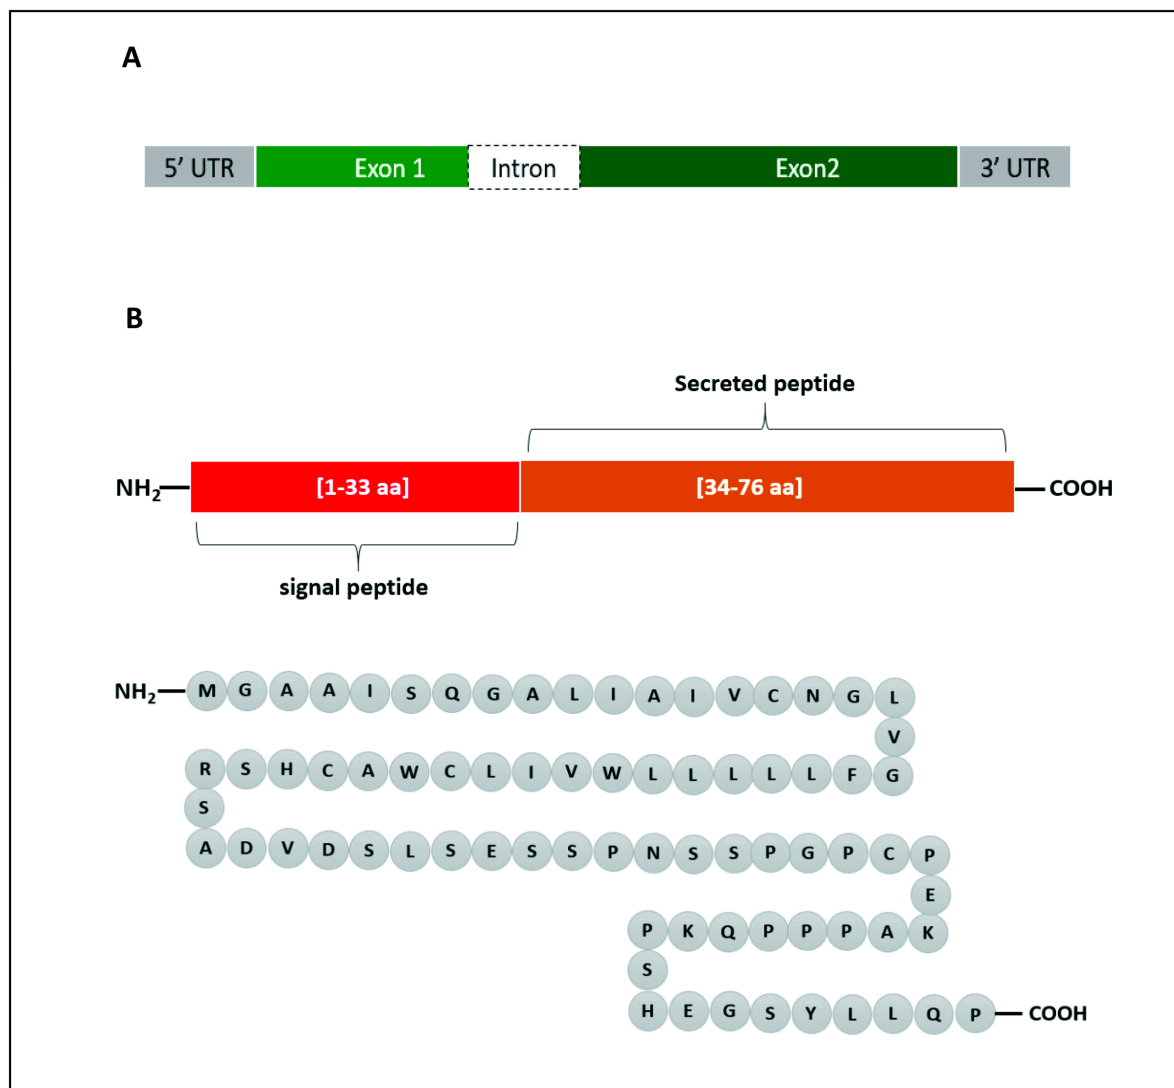 A
5' UTR Exon 1 Intron Exon2 3' UTR
B
Secreted peptide
NH2 [1-33 aa] [34-76 aa] COOH
signal peptide
NH2 M G A A I S Q G A L I A I V C N G L
V
R S H C A W C L I V W L L L L L F G
S
A D V D S L S E S S P N S S P G P C P
E
P K Q P P P A K
S
H E G S Y L L Q P COOH